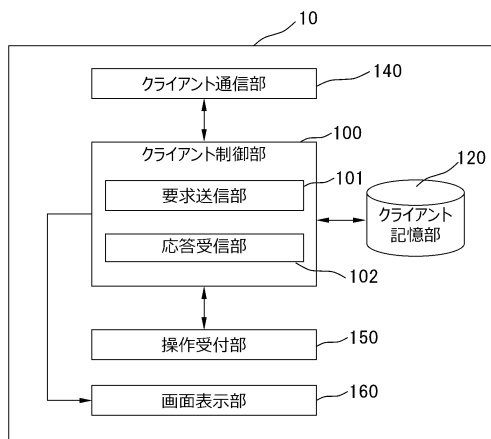 10
クライアント通信部
140
100
クライアント制御部
101
要求送信部
120
クライアント
記憶部
応答受信部
102
操作受付部
150
画面表示部
160